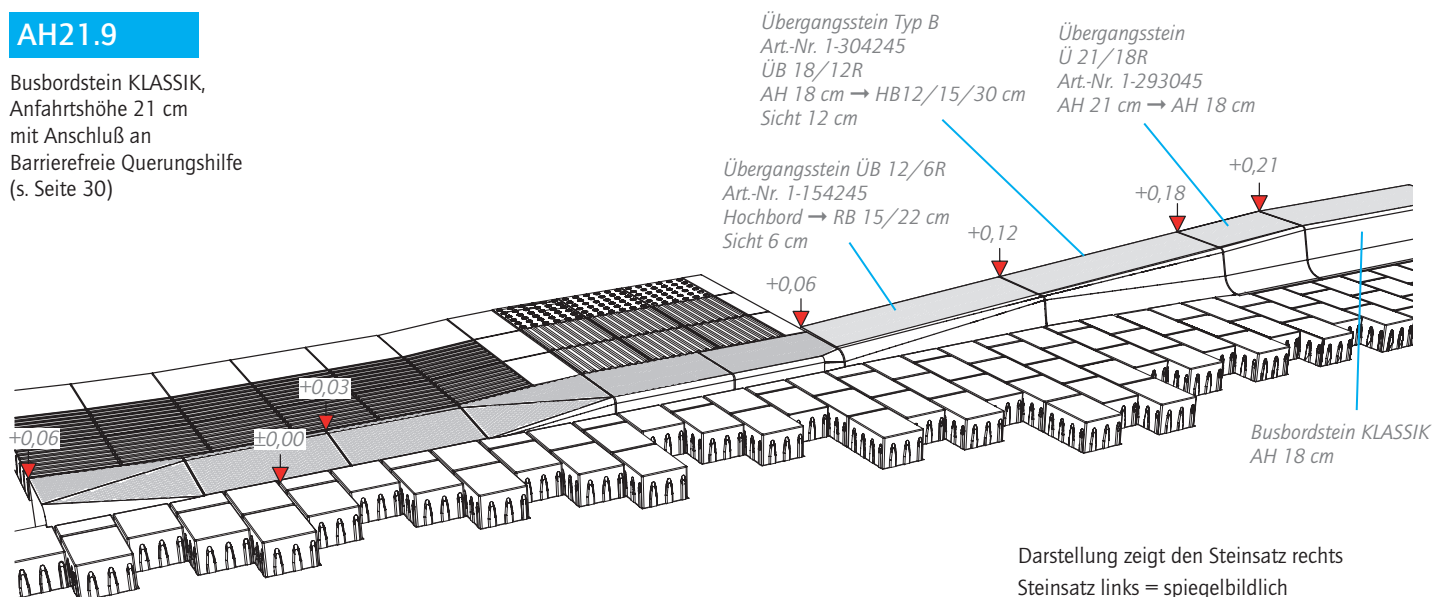 AH21.9
Busbordstein KLASSIK,
Anfahrtshöhe 21 cm
mit Anschluß an
Barrierefreie Querungshilfe
(s. Seite 30)
Übergangsstein Typ B
Art.-Nr. 1-304245
ÜB 18/12R
AH 18 cm → HB12/15/30 cm
Sicht 12 cm
Übergangsstein
Ü 21/18R
Art.-Nr. 1-293045
AH 21 cm → AH 18 cm
Übergangsstein ÜB 12/6R
Art.-Nr. 1-154245
Hochbord → RB 15/22 cm
Sicht 6 cm
+0,21
+0,18
+0,12
+0,06
+0,03
+0,06
±0,00
Busbordstein KLASSIK
AH 18 cm
Darstellung zeigt den Steinsatz rechts
Steinsatz links = spiegelbildlich